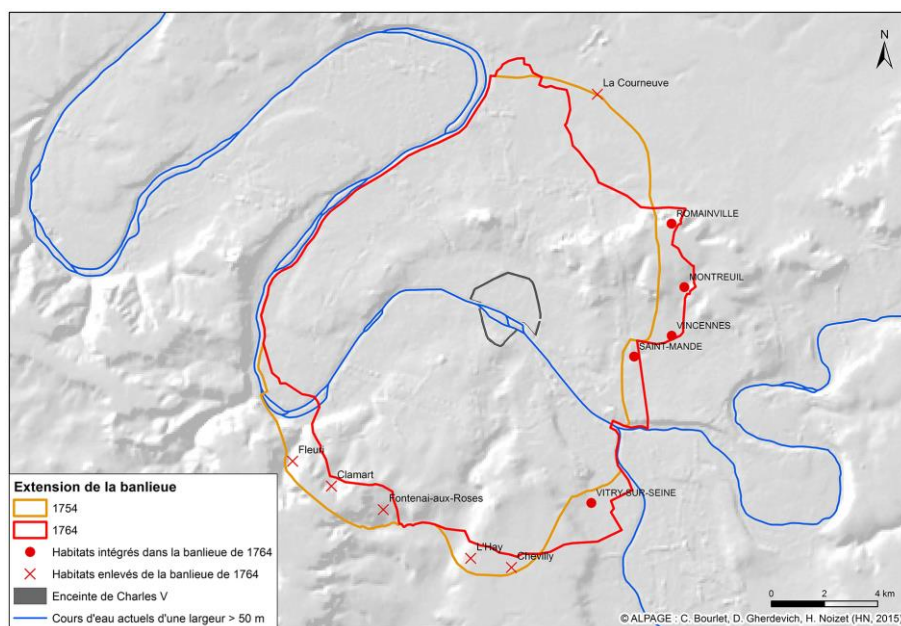 N
La Courneuve
ROMAINVILLE
MONTREUIL
VINCENNES
SAINT-MANDE
Fleuri
Clamart
Fontenai-aux-Roses
VITRY-SUR-SEINE
L'Hay
Chevilly
Extension de la banlieue
1754
1764
Habitats intégrés dans la banlieue de 1764
Habitats enlevés de la banlieue de 1764
Enceinte de Charles V
Cours d'eau actuels d'une largeur > 50 m
0 2 4 km
© ALPAGE : C. Bourlet, D. Gherdevich, H. Noizet (HN, 2015)